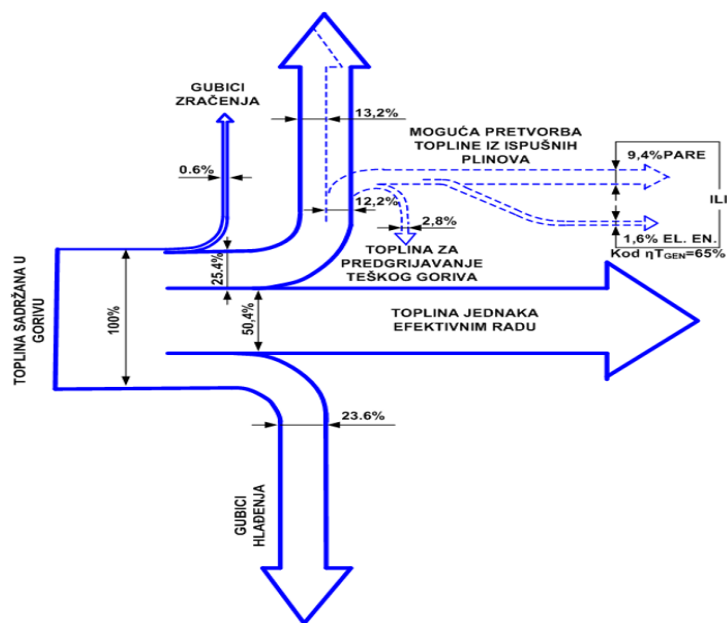 GUBICI
ZRAČENJA
0.6%
13,2%
MOGUĆA PRETVORBA
TOPLINE IZ ISPUŠNIH
PLINOVA
9,4%PARE
ILI
12,2%
2,8%
1,6% EL. EN.
Kod ηTGEN=65%
TOPLINA ZA
PREDGRIJAVANJE
TEŠKOG GORIVA
25.4%
TOPLINA SADRŽANA U
GORIVU
100%
50,4%
TOPLINA JEDNAKA
EFEKTIVNIM RADU
23.6%
GUBICI
HLAĐENJA